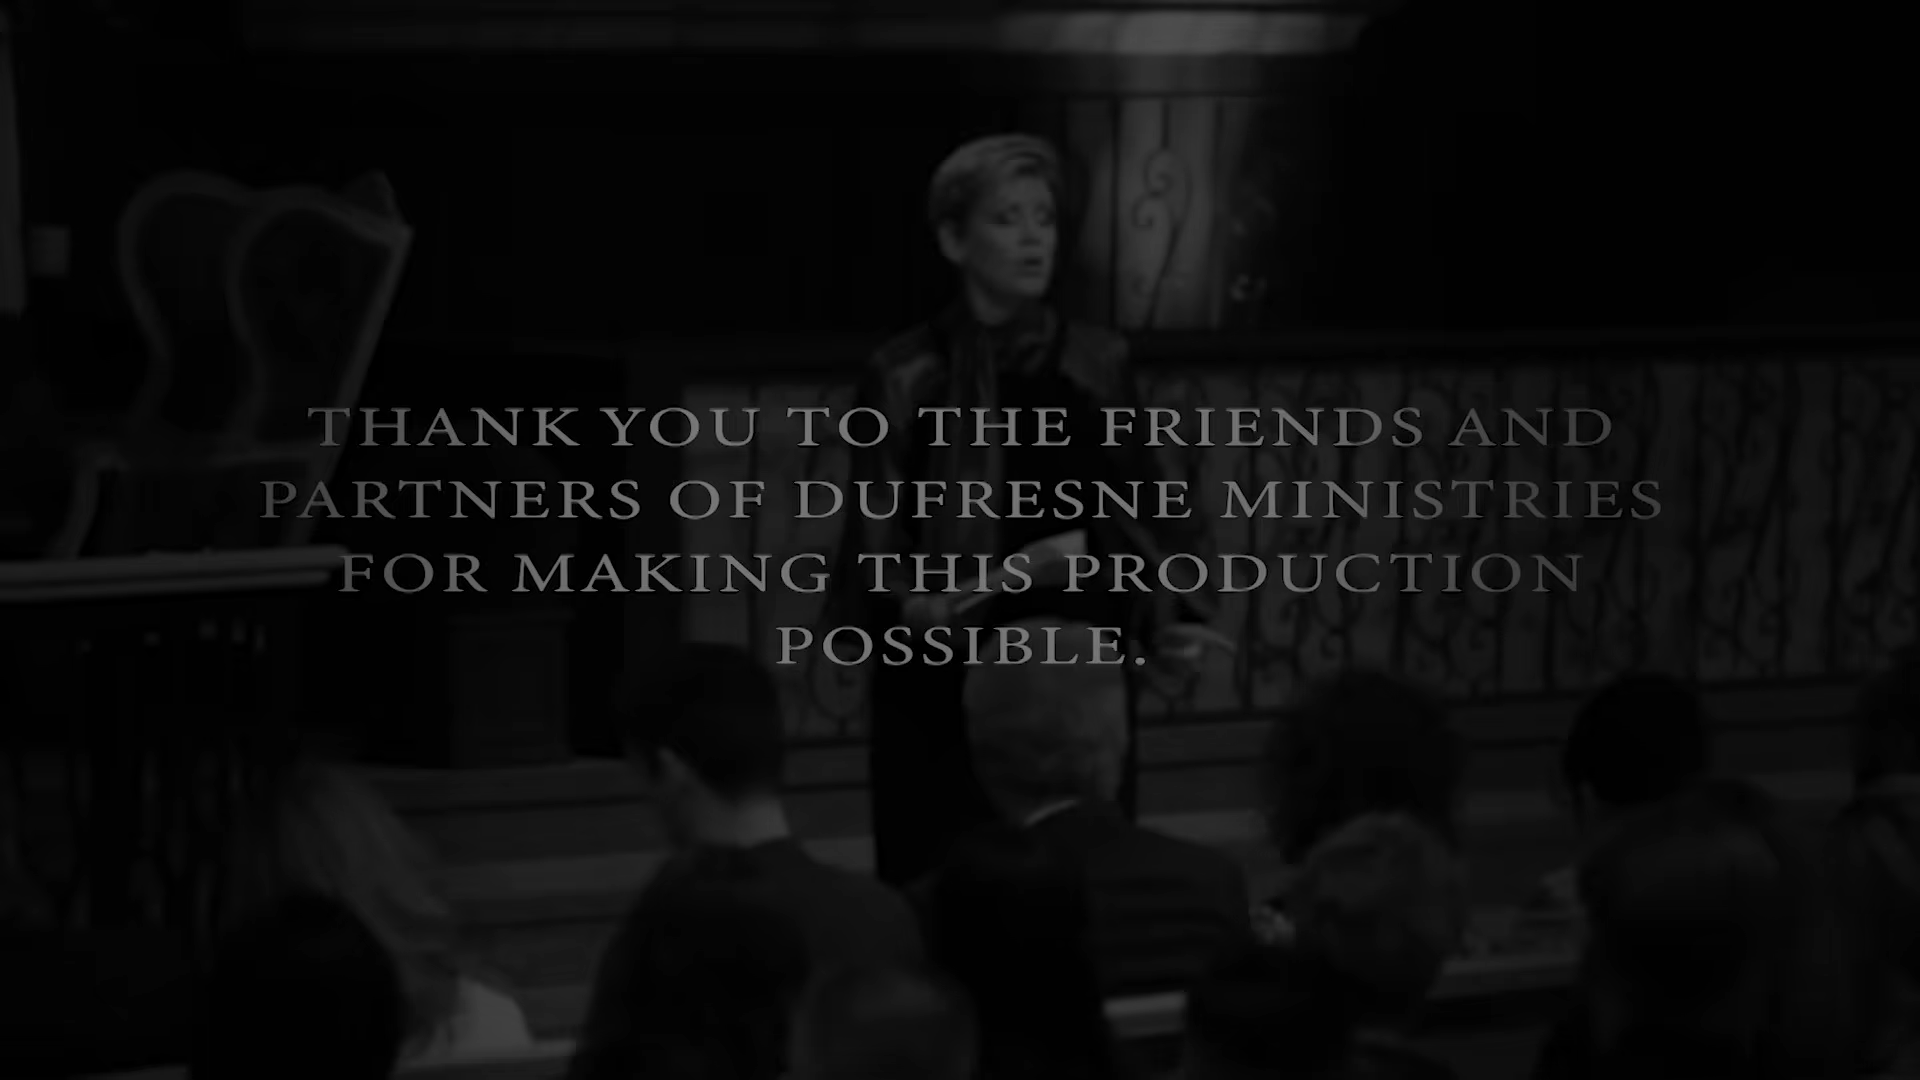 THANK YOU TO THE FRIENDS AND
PARTNERS OF DUFRESNE MINISTRIES
FOR MAKING THIS PRODUCTION
POSSIBLE.